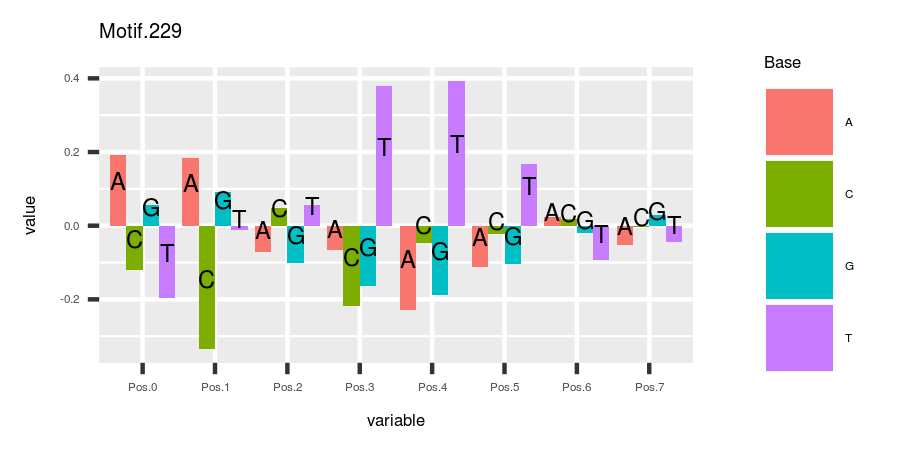 Motif.229
value
0.4
0.2
0.0
-0.2
A C G T A C G T A C G T A C G T A C G T A C G T A C G T A C G T
Pos.0 Pos.1 Pos.2 Pos.3 Pos.4 Pos.5 Pos.6 Pos.7
variable
Base
A
C
G
T